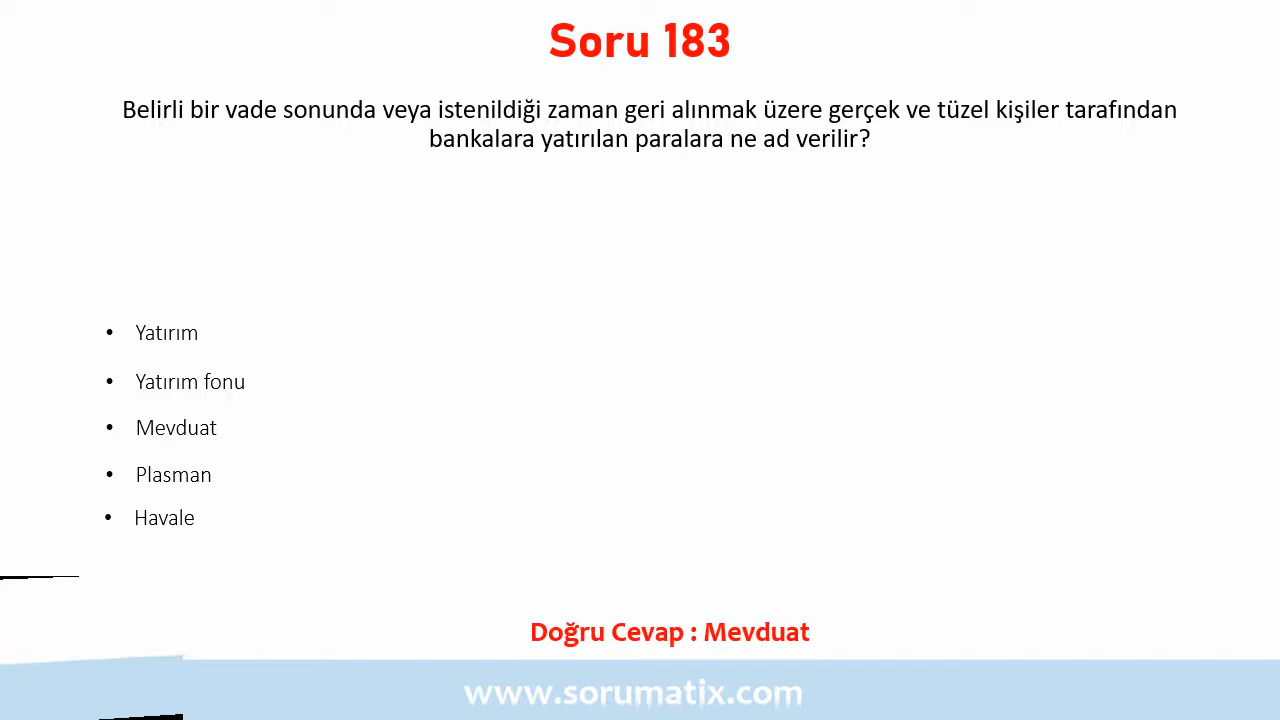 Soru 183
Belirli bir vade sonunda veya istenildiği zaman geri alınmak üzere gerçek ve tüzel kişiler tarafından
bankalara yatırılan paralara ne ad verilir?
• Yatırım
• Yatırım fonu
• Mevduat
• Plasman
• Havale
Doğru Cevap : Mevduat
www.sorumatix.com